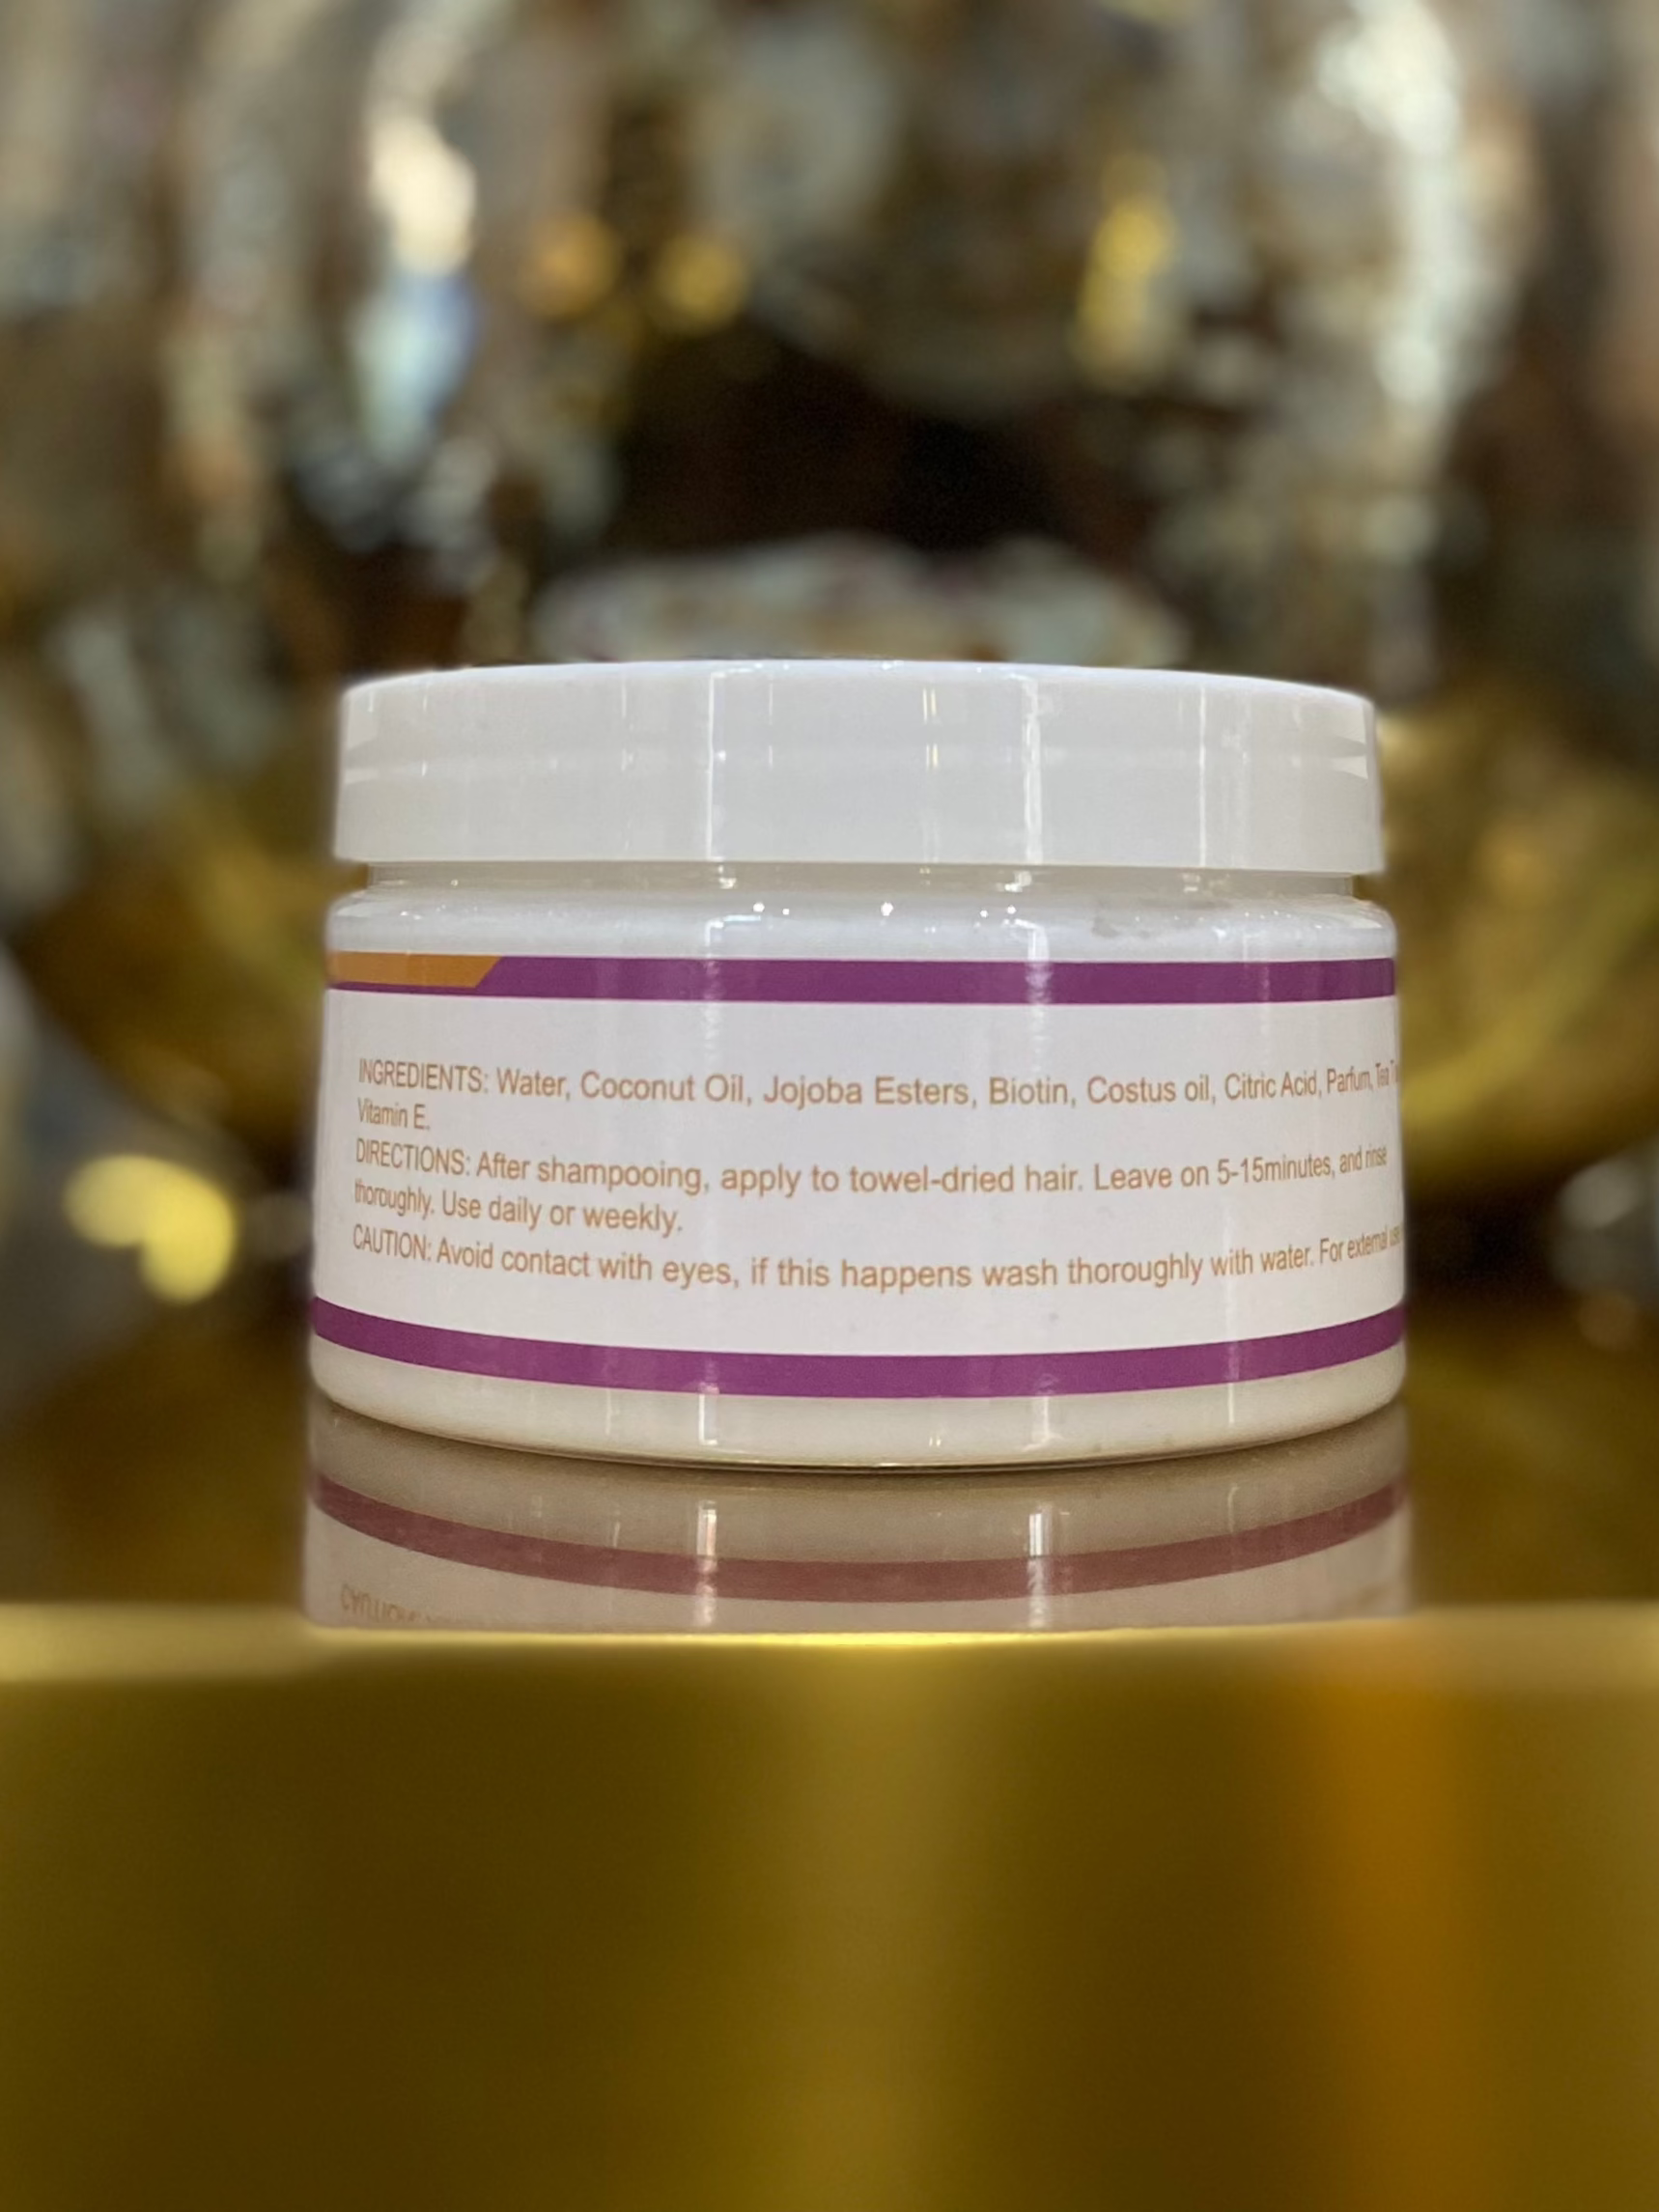 INGREDIENTS: Water, Coconut Oil, Jojoba Esters, Biotin, Costus oil, Citric Acid, Parfum, Tea
Vitamin E.
DIRECTIONS: After shampooing, apply to towel-dried hair. Leave on 5-15minutes, and rinse
thoroughly. Use daily or weekly.
CAUTION: Avoid contact with eyes, if this happens wash thoroughly with water. For external use